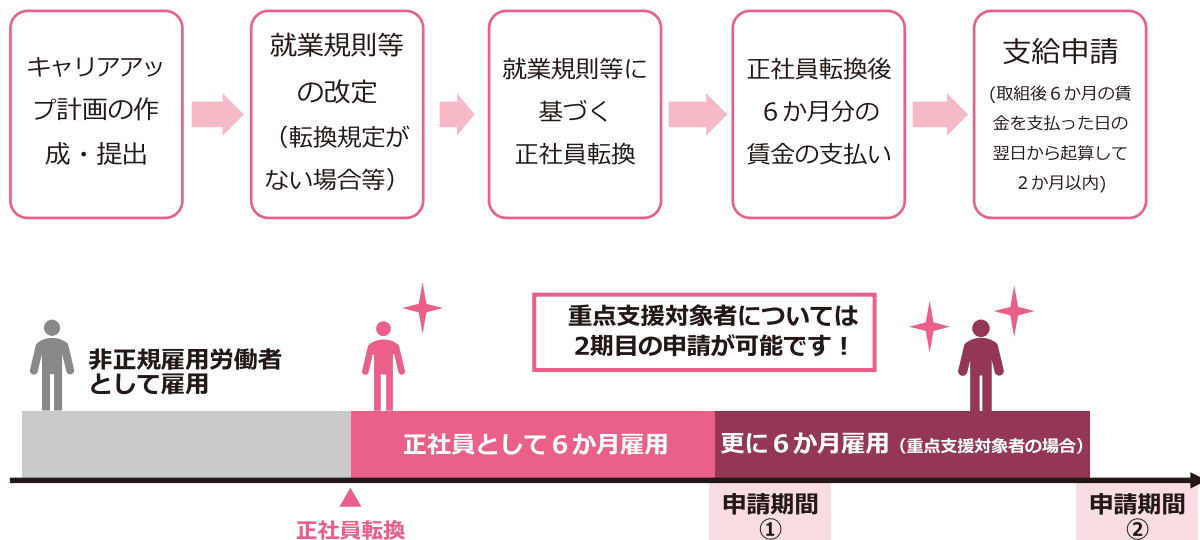 キャリアアッ
プ計画の作
成・提出
就業規則等
の改定
（転換規定が
ない場合等）
就業規則等に
基づく
正社員転換
正社員転換後
６か月分の
賃金の支払い
支給申請
(取組後６か月の賃
金を支払った日の
翌日から起算して
２か月以内)
重点支援対象者については
2期目の申請が可能です！
非正規雇用労働者
として雇用
正社員として６か月雇用
更に６か月雇用（重点支援対象者の場合）
正社員転換
申請期間
①
申請期間
②